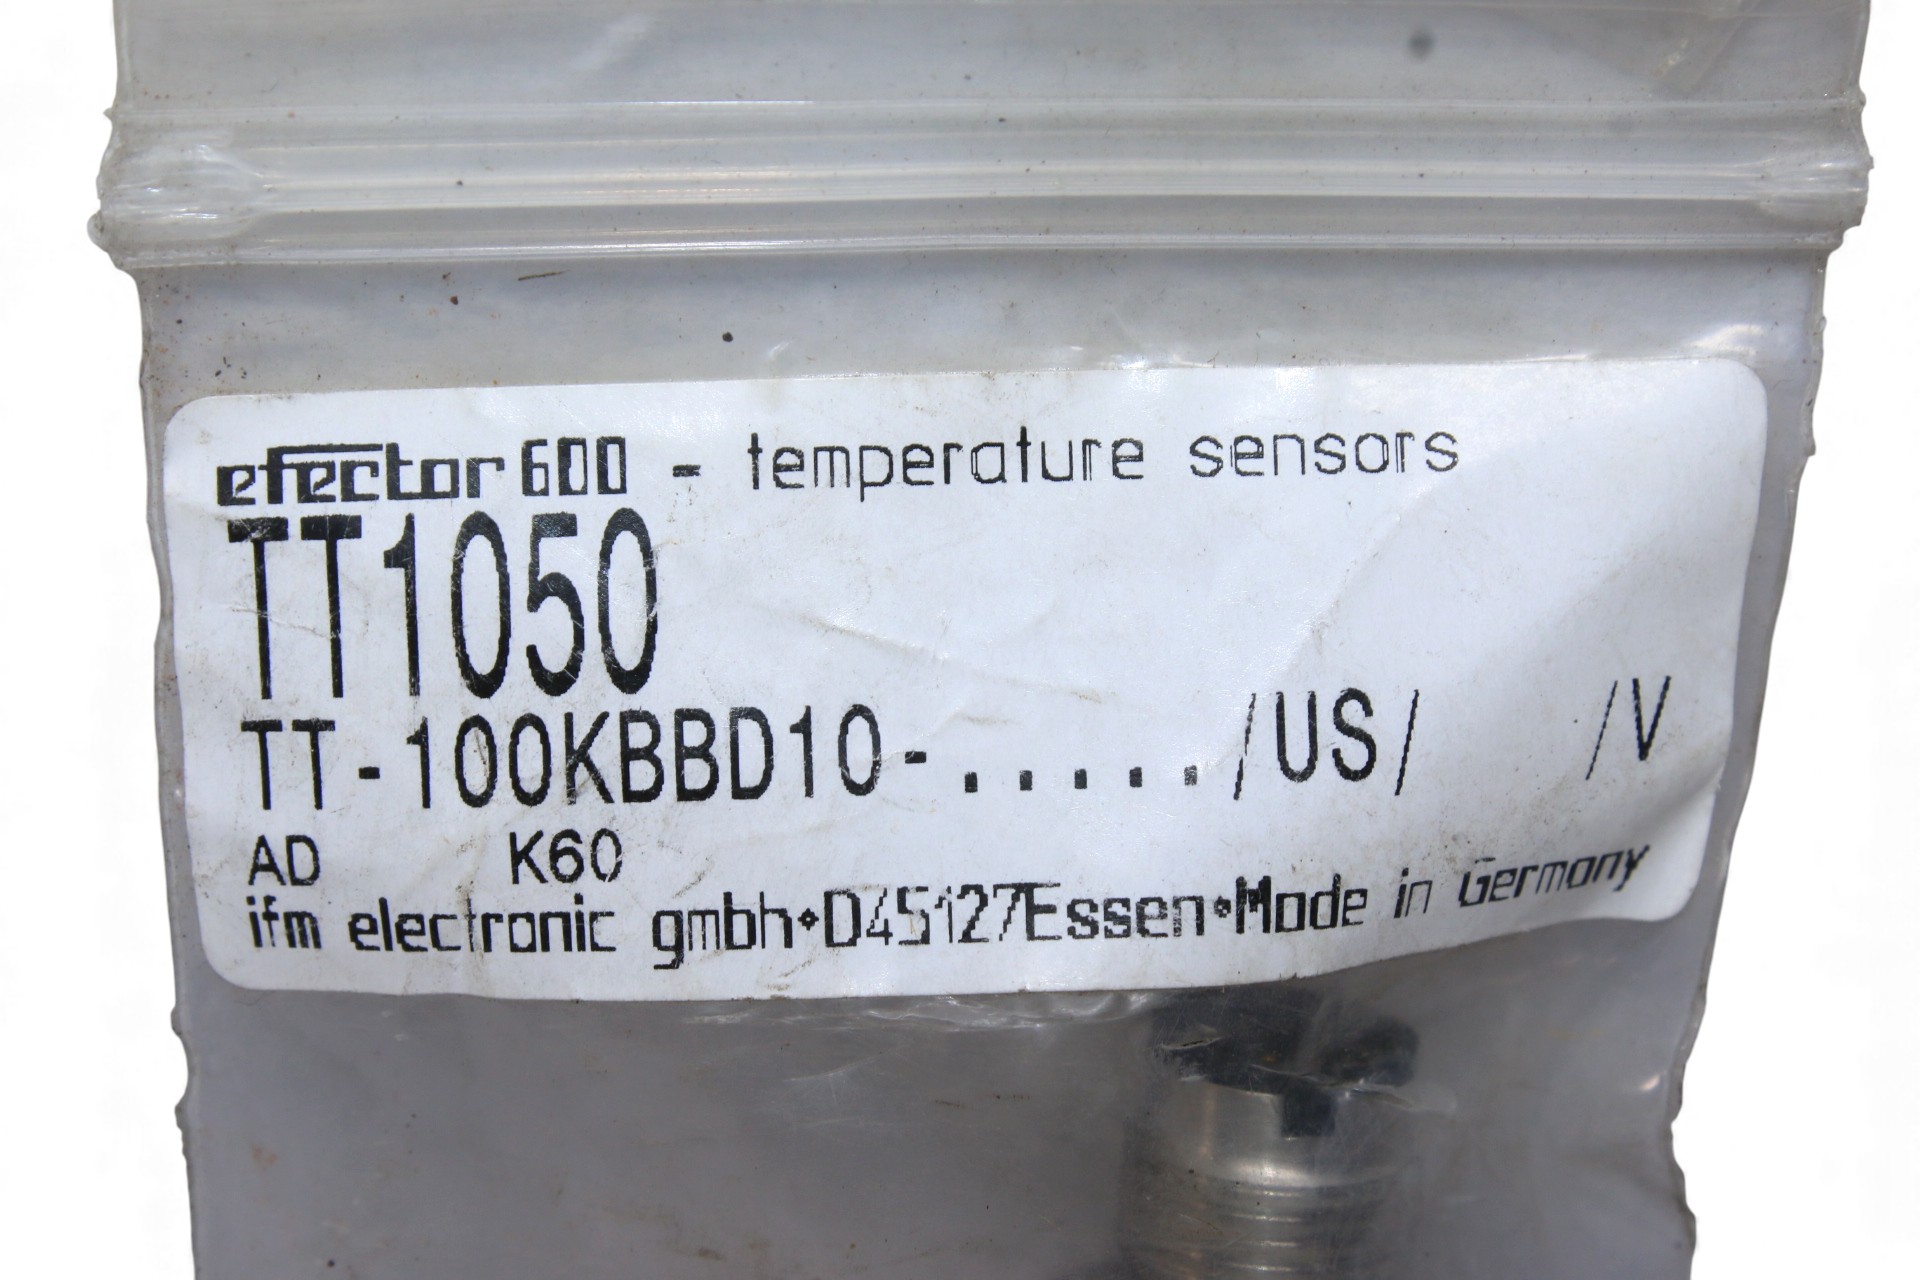 efector600 - temperature sensors
TT1050
TT-100KBBD10-...../US/ /V
AD K60
ifm electronic gmbh•D45127Essen•Made in Germany